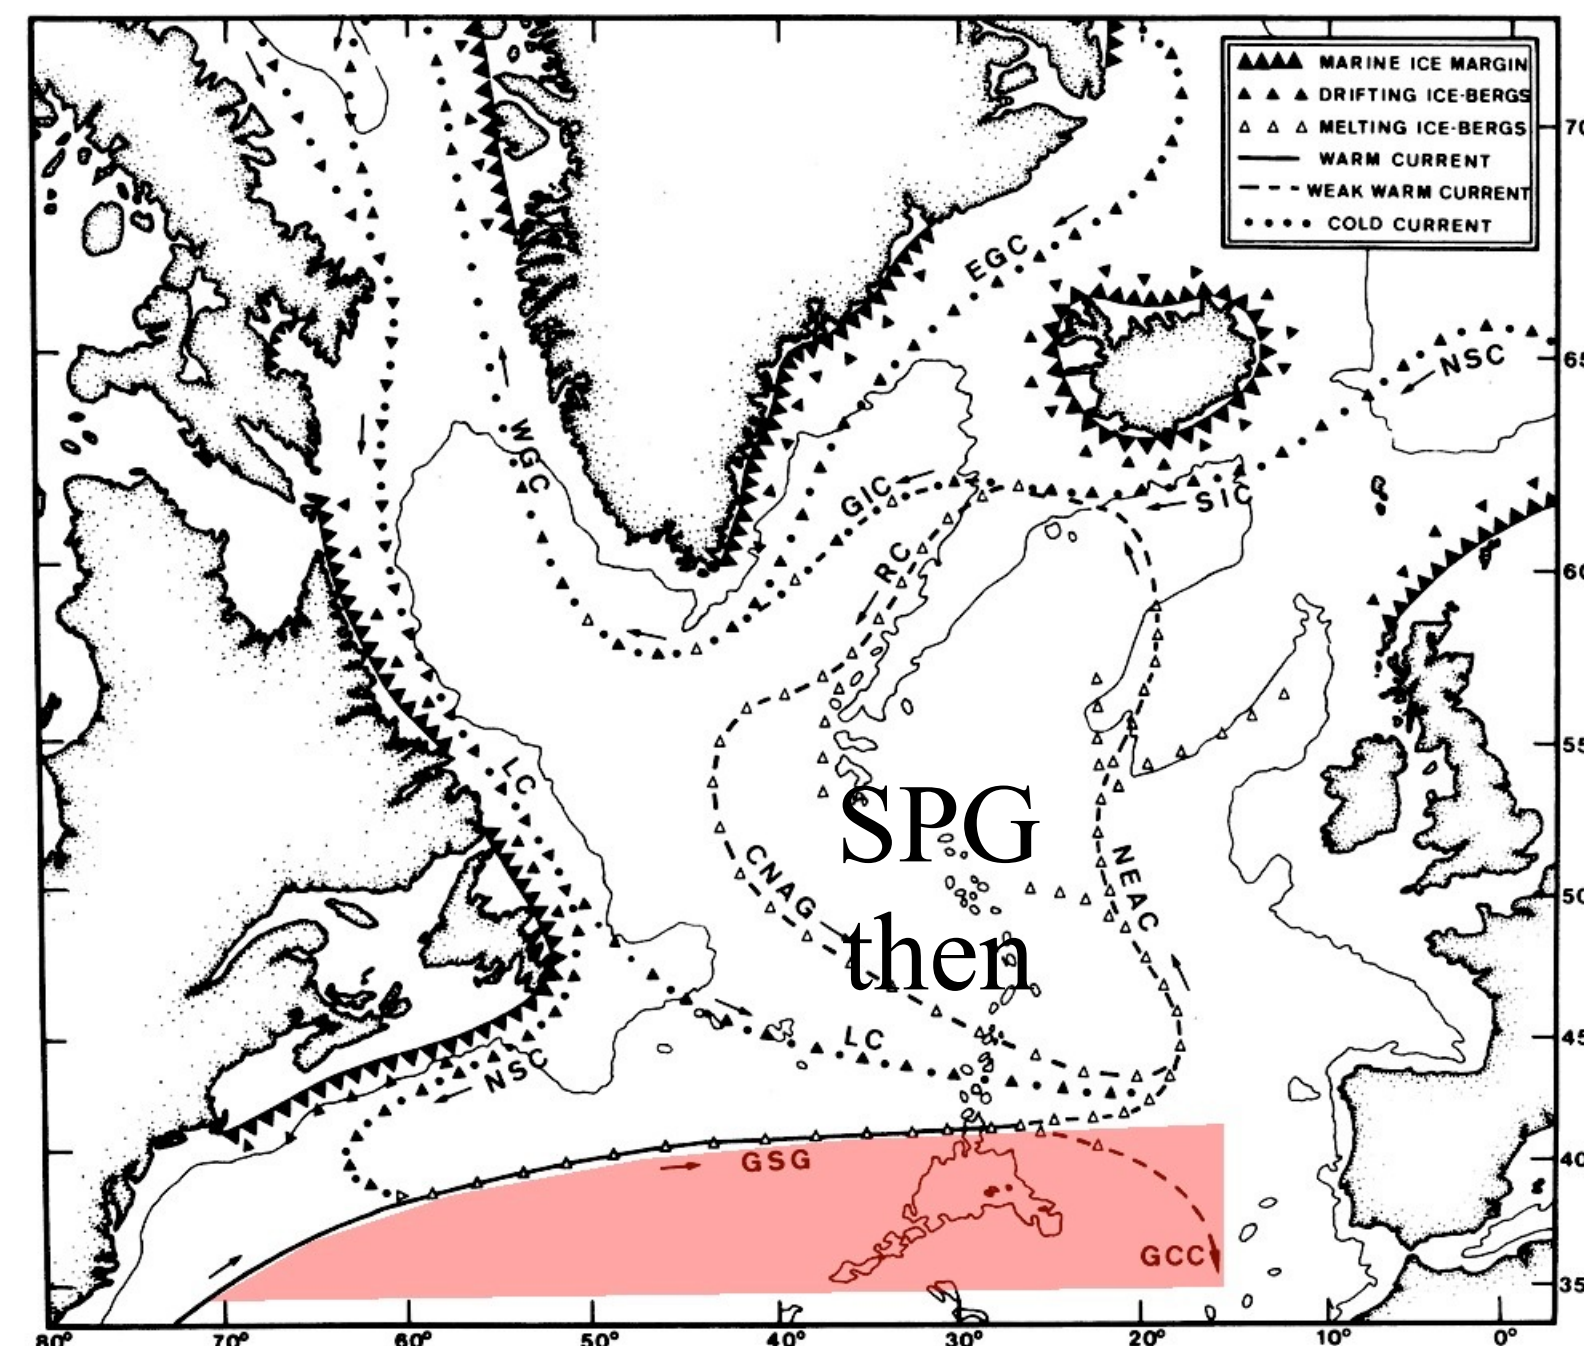 MARINE ICE MARGIN
DRIFTING ICE-BERGS
MELTING ICE-BERGS
WARM CURRENT
WEAK WARM CURRENT
COLD CURRENT
70
EGC
65
NSC
WGC
GIC
SIC
RC
60
LC
55
SPG
CNAG
NEAC
50
then
LC
45
NSC
GSG
40
GCC
35
80° 70° 60° 50° 40° 30° 20° 10° 0°